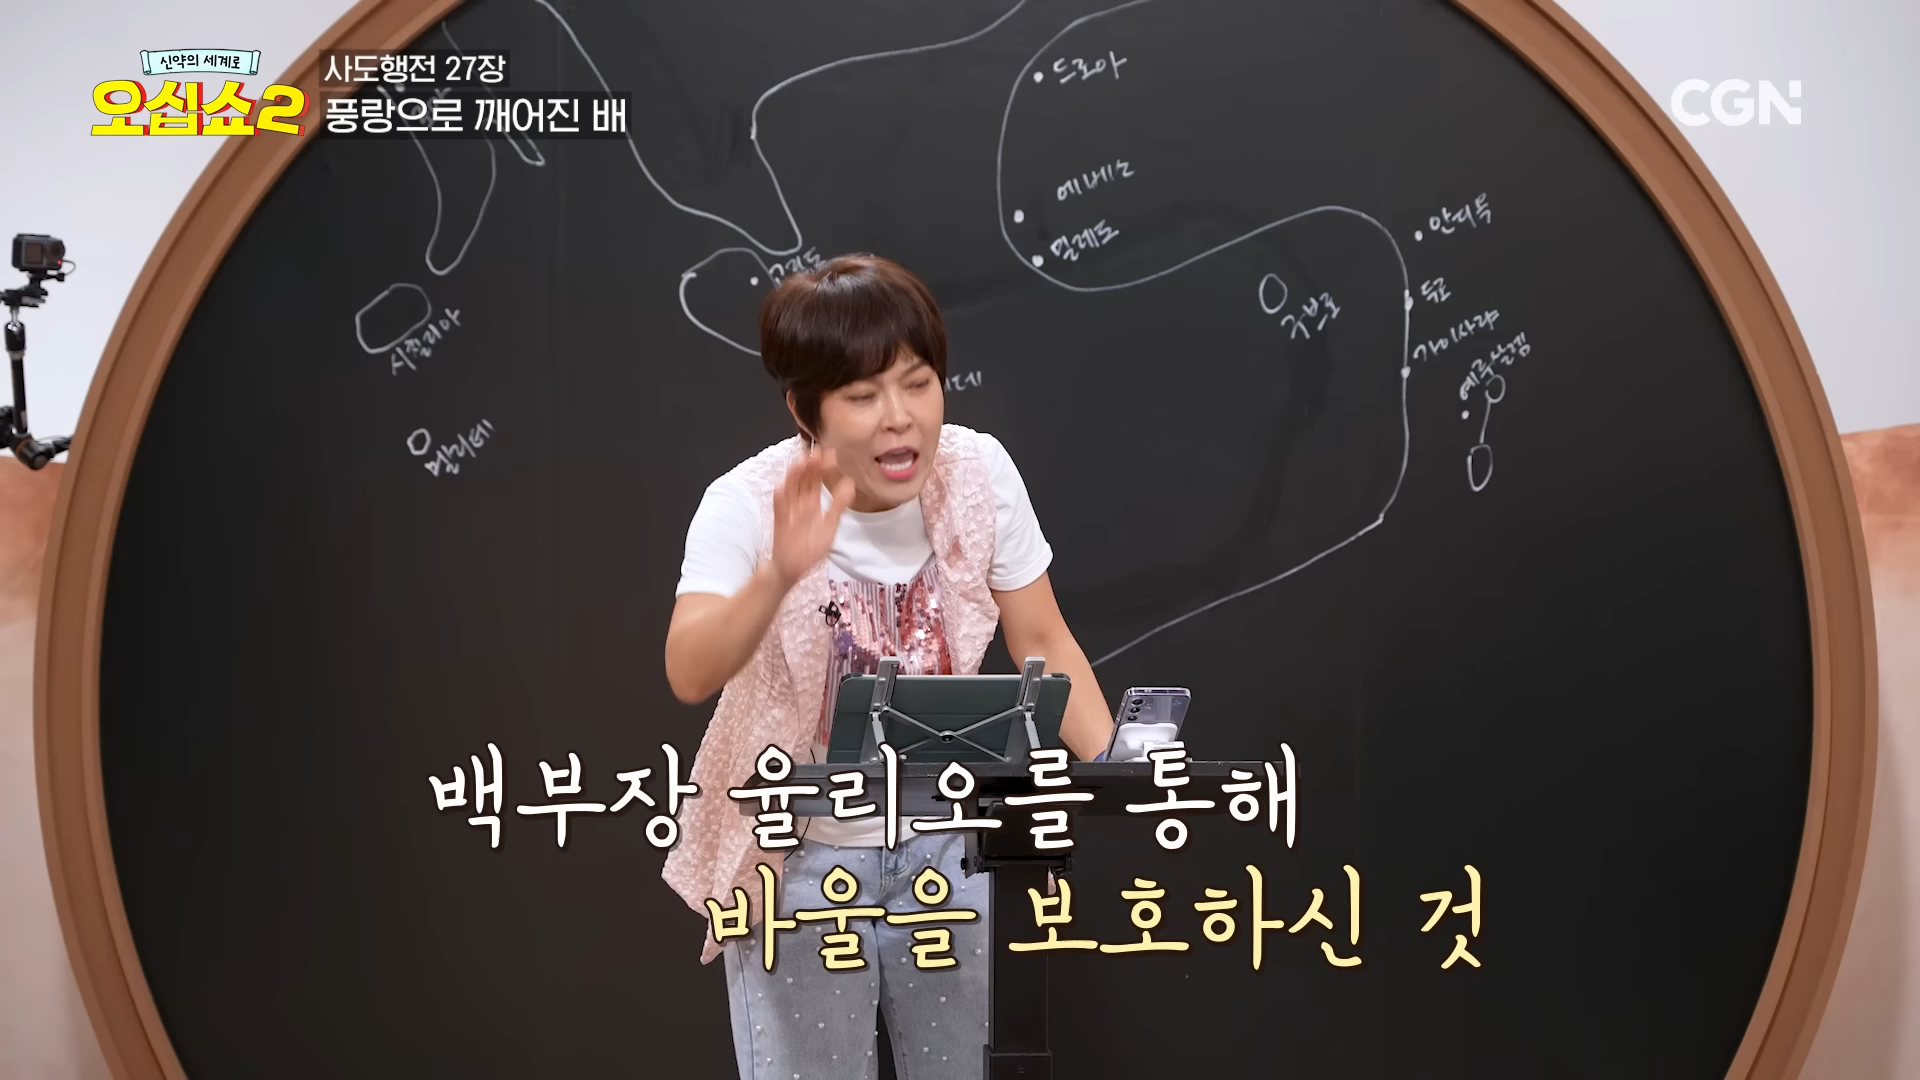 신약의 세계로
오십쇼2
사도행전 27장
풍랑으로 깨어진 배
CGN
드로아
에베소
밀레도
안디옥
두로
구브로
가이사랴
예루살렘
시칠리아
멜리데
백부장 율리오를 통해
바울을 보호하신 것